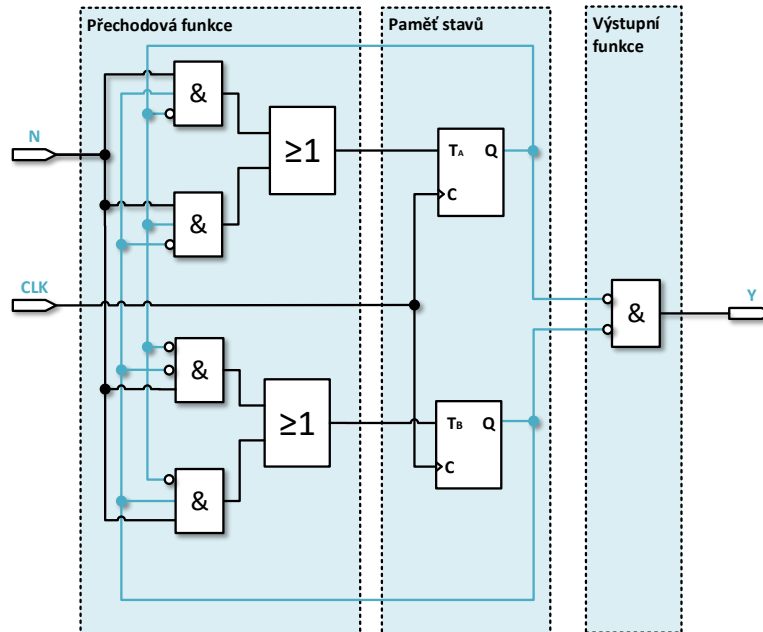 Přechodová funkce
Paměť stavů
Výstupní
funkce
&
≥1
N
TA Q
C
&
CLK
&
Y
&
≥1
TB Q
C
&